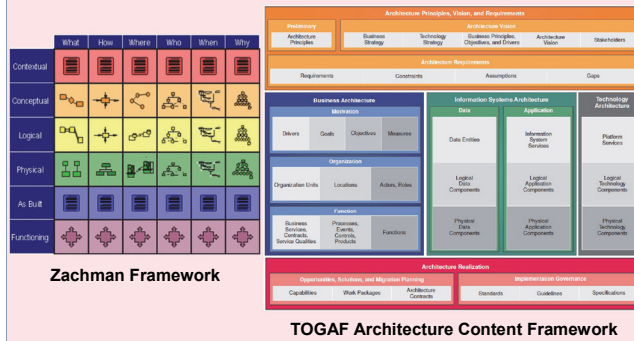 What How Where Who When Why
Contextual
Conceptual
Logical
Physical
As Built
Functioning
Zachman Framework
Architecture Principles, Vision, and Requirements
Preliminary
Architecture Principles
Architecture Vision
Business Strategy
Technology Strategy
Business Principles, Objectives, and Drivers
Architecture Vision
Stakeholders
Architecture Requirements
Requirements Constraints Assumptions Gaps
Business Architecture
Motivation
Drivers Goals Objectives Measures
Organization
Organization Units Locations Actors, Roles
Function
Business Services, Contracts, Service Qualities
Processes, Events, Controls, Products
Functions
Information Systems Architecture
Data
Data Entities
Logical Data Components
Physical Data Components
Application
Information System Services
Logical Application Components
Physical Application Components
Technology Architecture
Platform Services
Logical Technology Components
Physical Technology Components
Architecture Realization
Opportunities, Solutions, and Migration Planning
Capabilities Work Packages Architecture Contracts
Implementation Governance
Standards Guidelines Specifications
TOGAF Architecture Content Framework